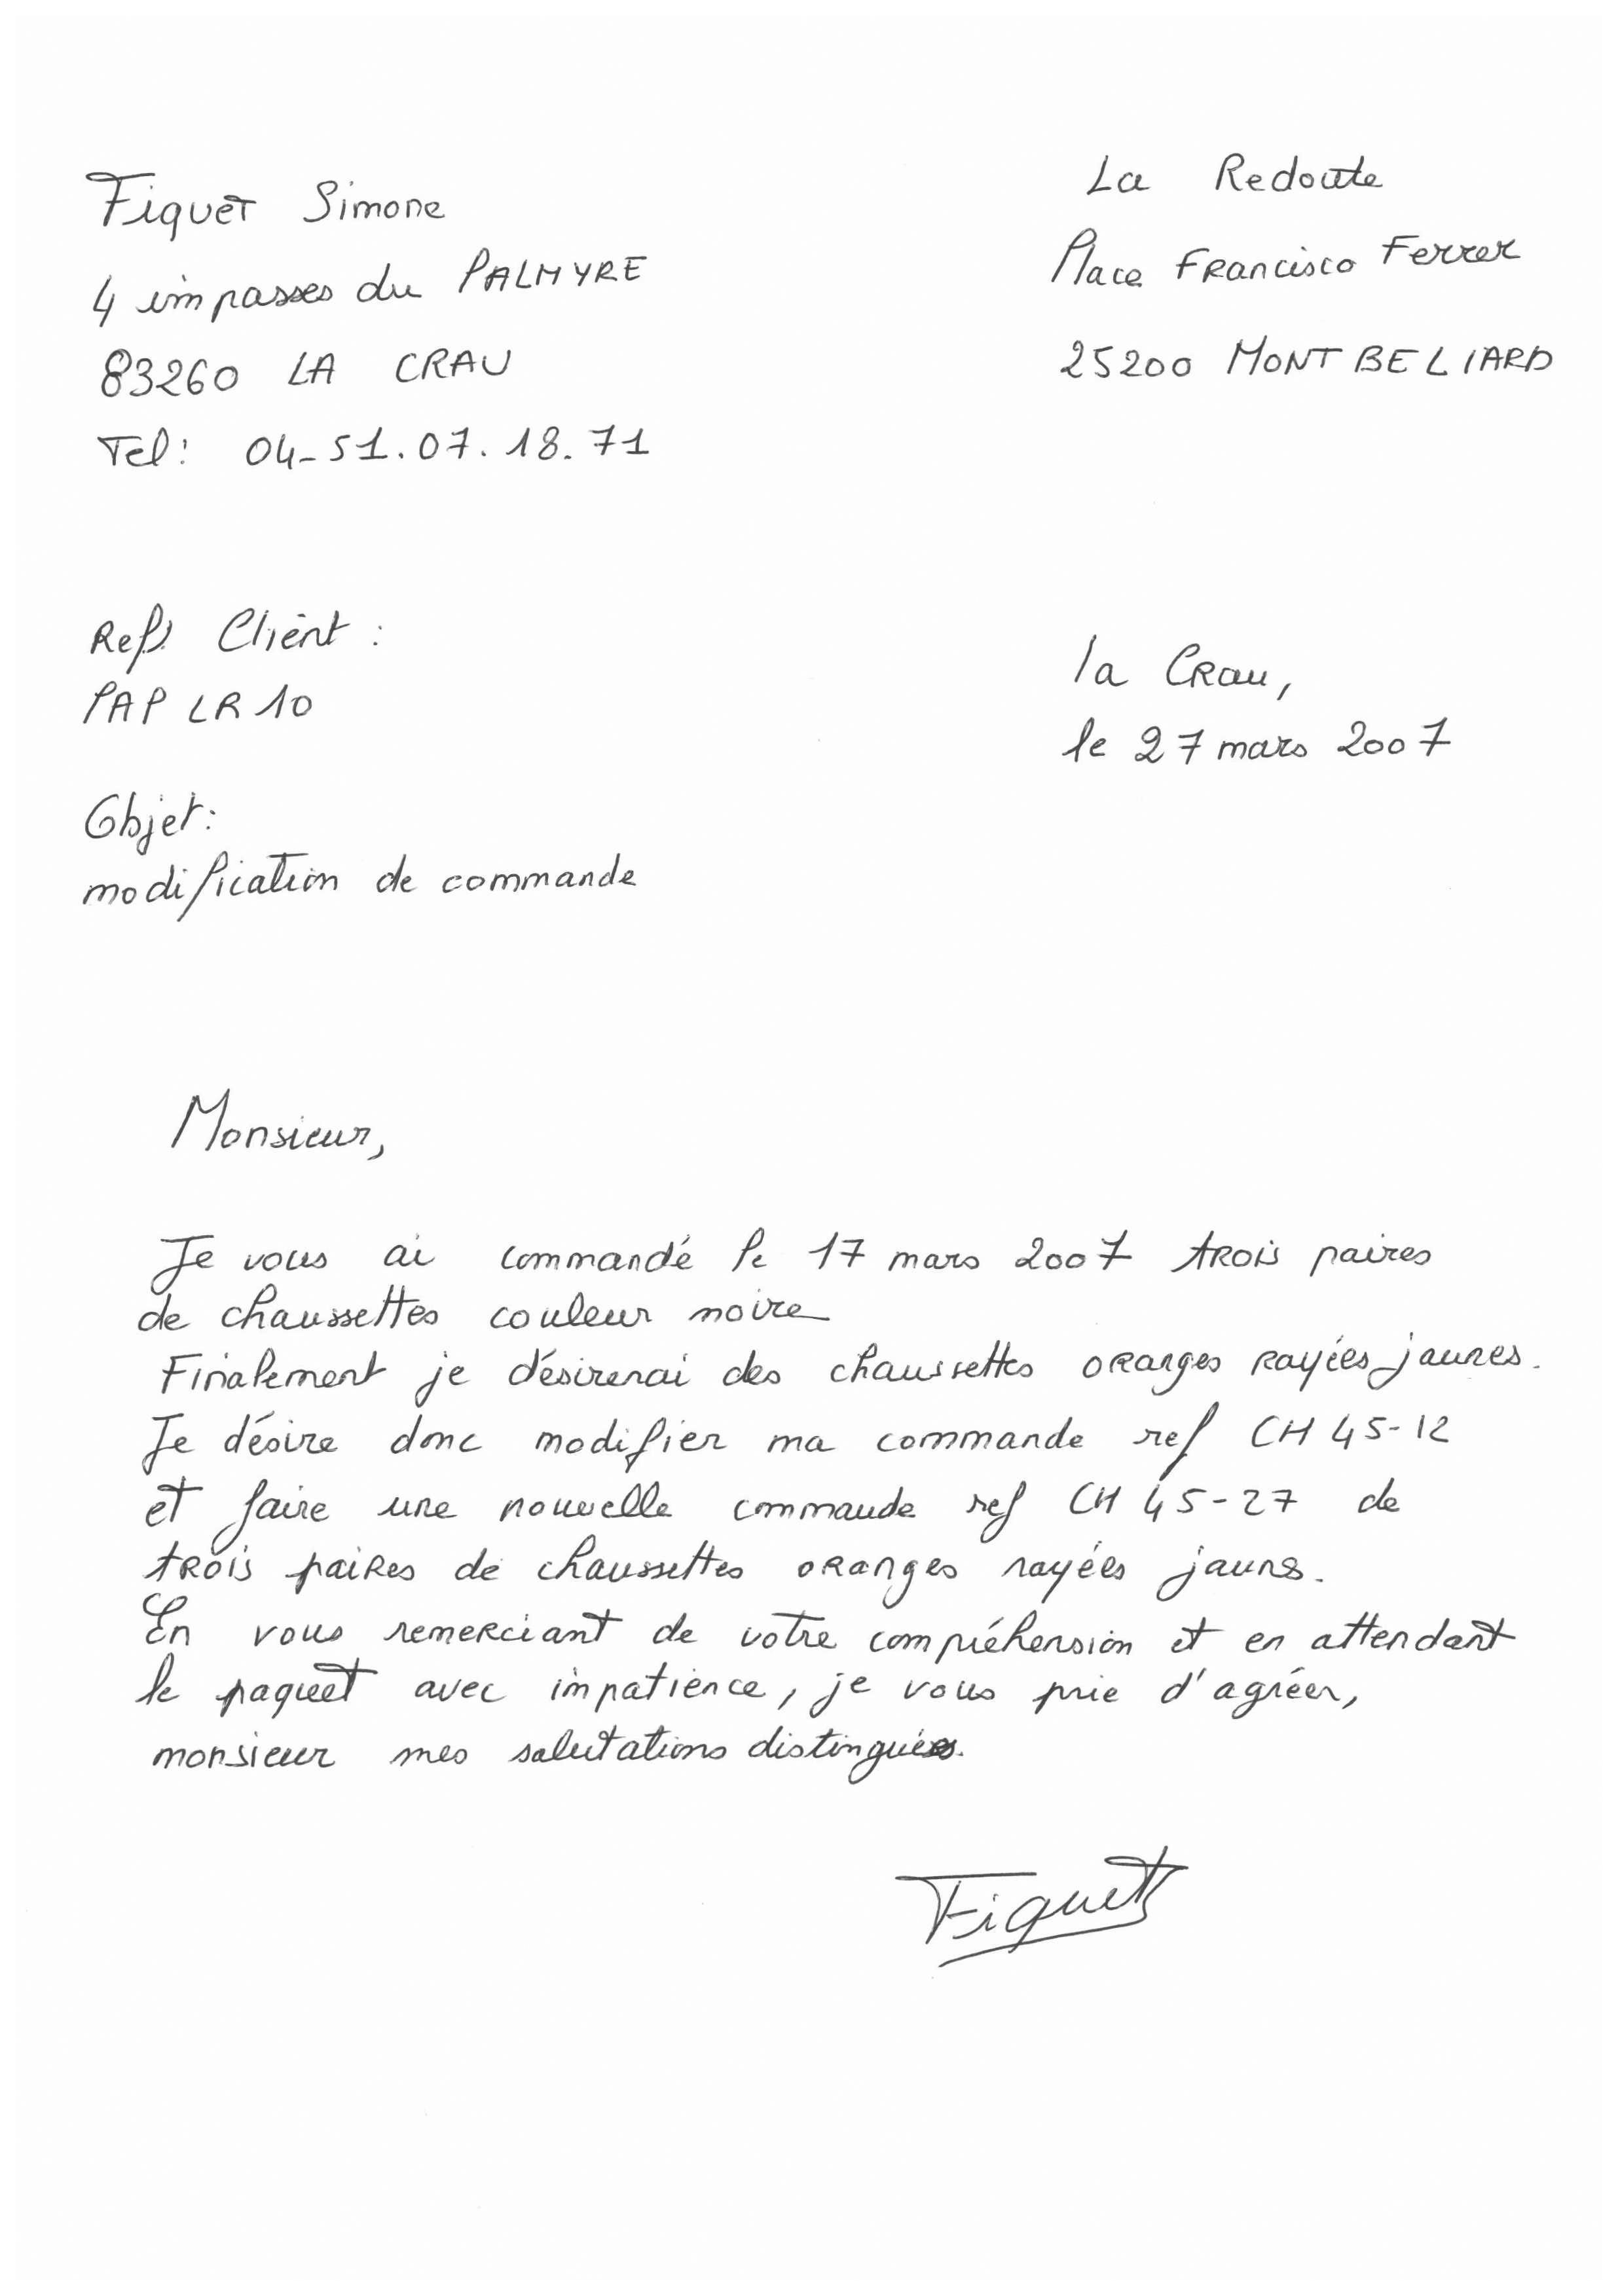 Fiquet Simone
4 impasses du PALMYRE
83260 LA CRAU
Tel: 04-51.07.18.71
La Redoute
Place Francisco Ferrer
25200 MONTBELIARD
Ref. Client :
PAP LR 10
la Crau,
le 27 mars 2007
Objet:
modification de commande
Monsieur,
Je vous ai commandé le 17 mars 2007 trois paires
de chaussettes couleur noire
Finalement je désirerai des chaussettes oranges rayées jaunes.
Je désire donc modifier ma commande ref CH 45-12
et faire une nouvelle commande ref CH 45-27 de
trois paires de chaussettes oranges rayées jaunes.
En vous remerciant de votre compréhension et en attendant
le paquet avec impatience, je vous prie d'agréer,
monsieur mes salutations distinguées.
Fiquet